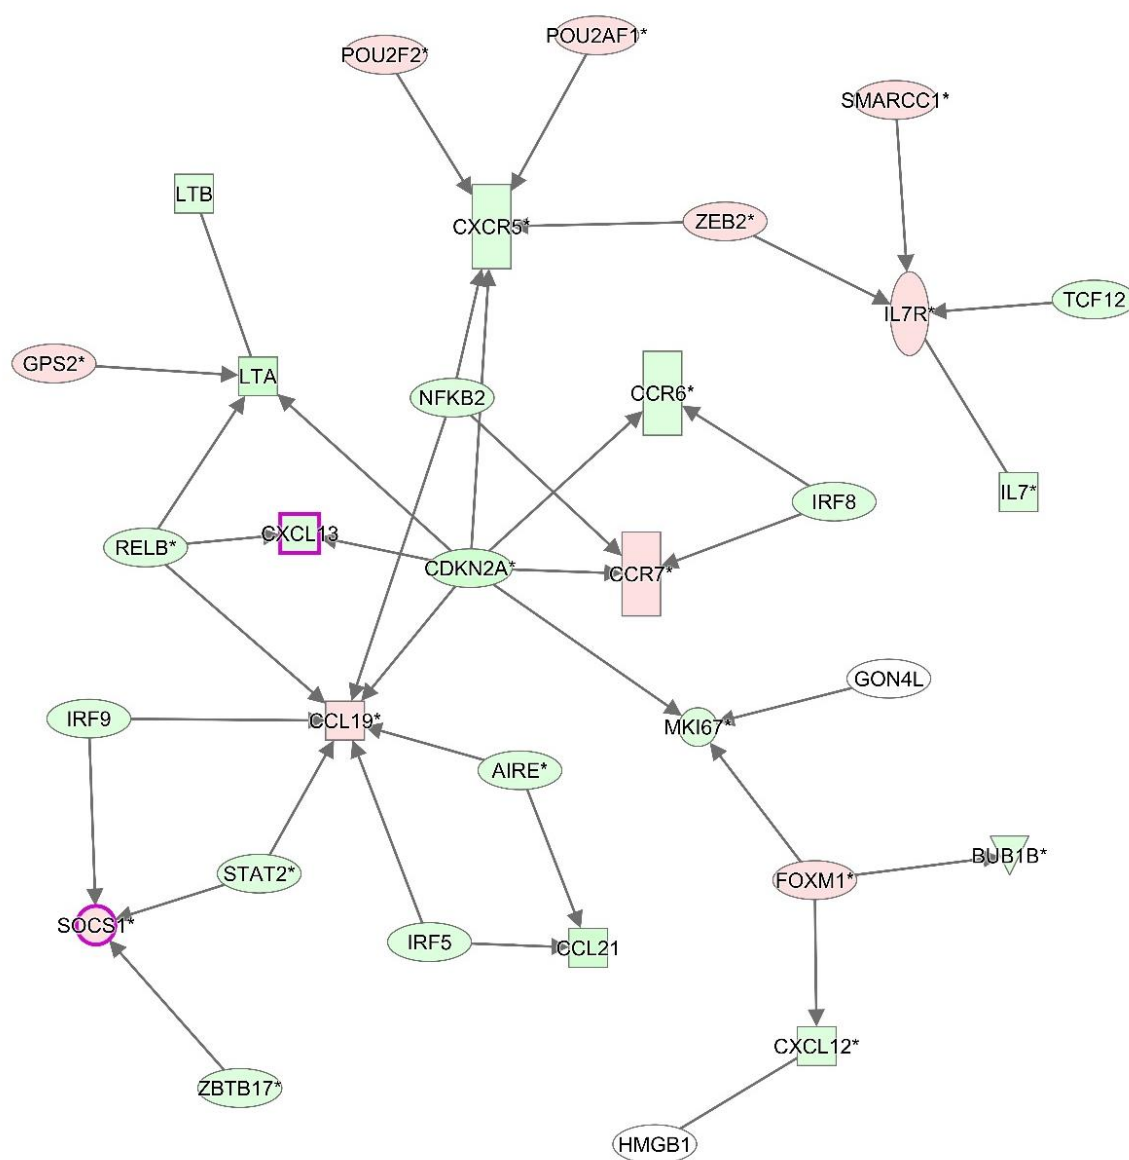 POU2F2*
POU2AF1*
SMARCC1*
LTB
CXCR5*
ZEB2*
TCF12
IL7R*
GPS2*
LTA
NFKB2
CCR6*
IL7*
IRF8
RELB*
CXCL13
CDKN2A*
CCR7*
GON4L
IRF9
CCL19*
MKI67*
AIRE*
BUB1B*
STAT2*
FOXM1*
SOCS1*
IRF5
CCL21
CXCL12*
ZBTB17*
HMGB1